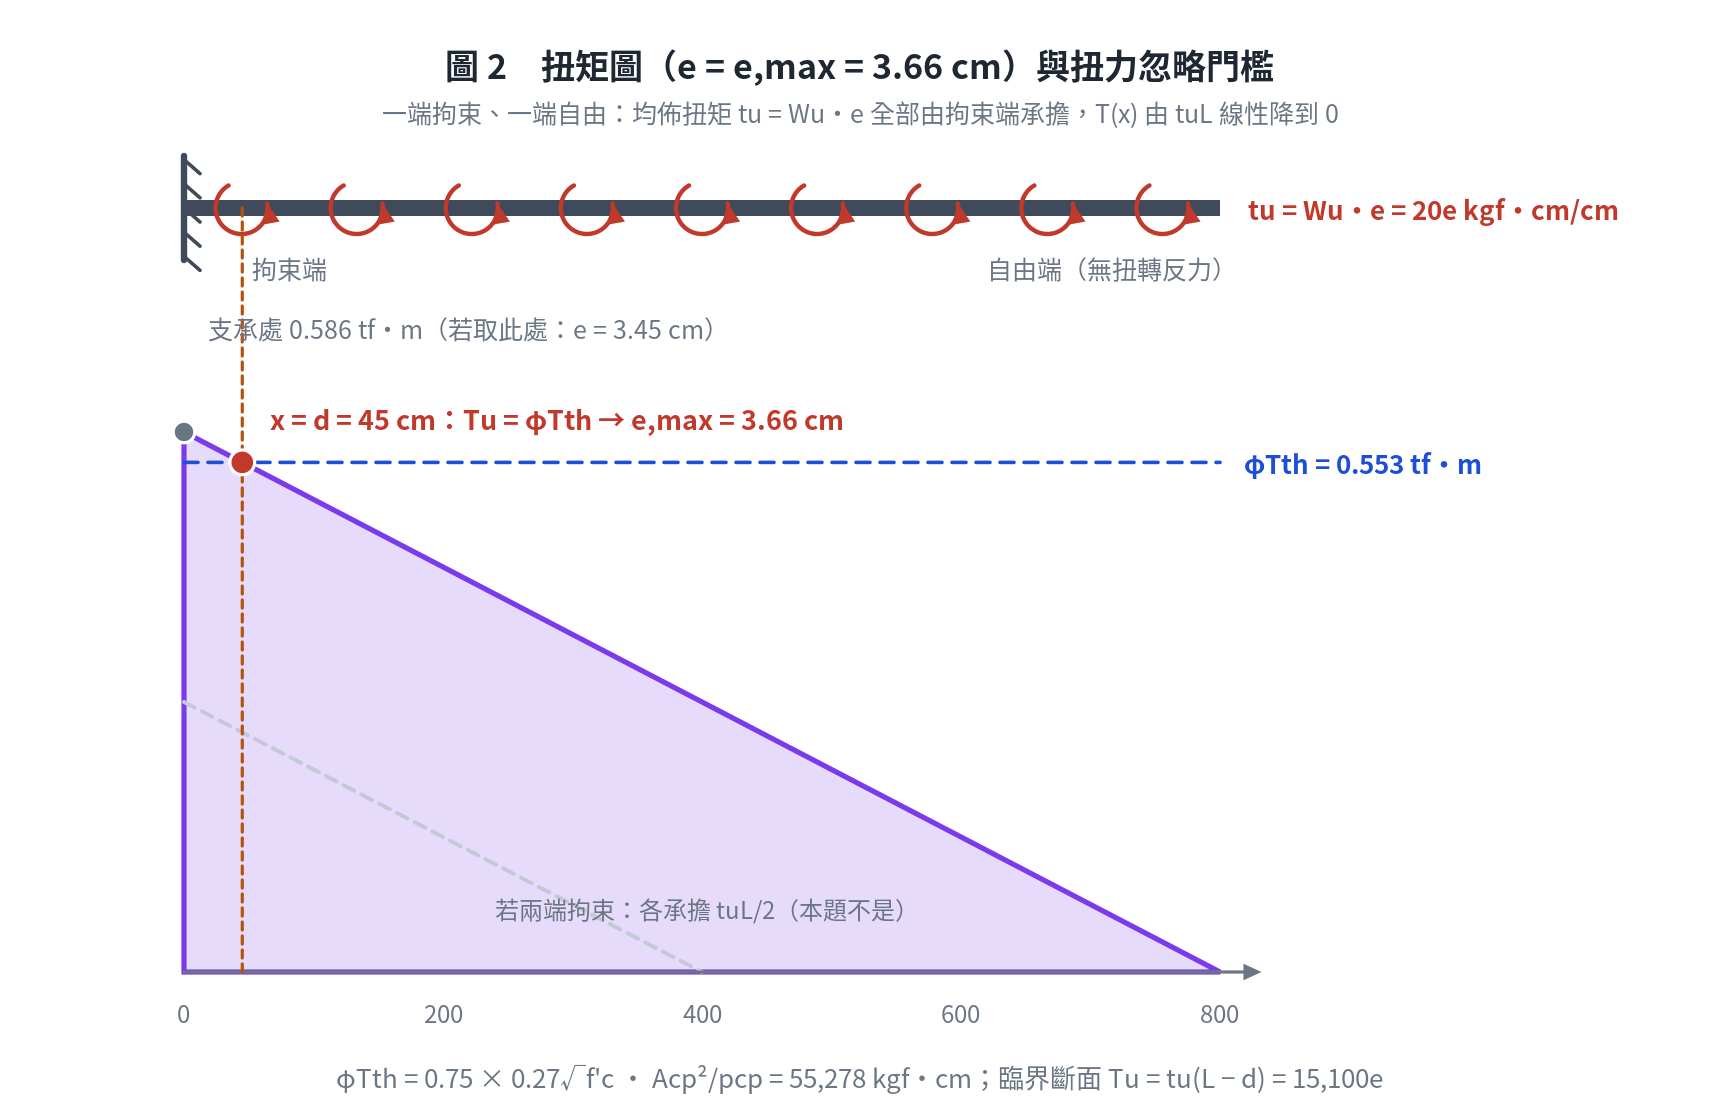 圖 2　扭矩圖（e = e,max = 3.66 cm）與扭力忽略門檻
一端拘束、一端自由：均佈扭矩 tu = Wu・e 全部由拘束端承擔，T(x) 由 tuL 線性降到 0
tu = Wu・e = 20e kgf・cm/cm
拘束端
自由端（無扭轉反力）
支承處 0.586 tf・m（若取此處：e = 3.45 cm）
x = d = 45 cm：Tu = φTth → e,max = 3.66 cm
φTth = 0.553 tf・m
若兩端拘束：各承擔 tuL/2（本題不是）
0
200
400
600
800
φTth = 0.75 × 0.27√f'c ・ Acp²/pcp = 55,278 kgf・cm；臨界斷面 Tu = tu(L − d) = 15,100e